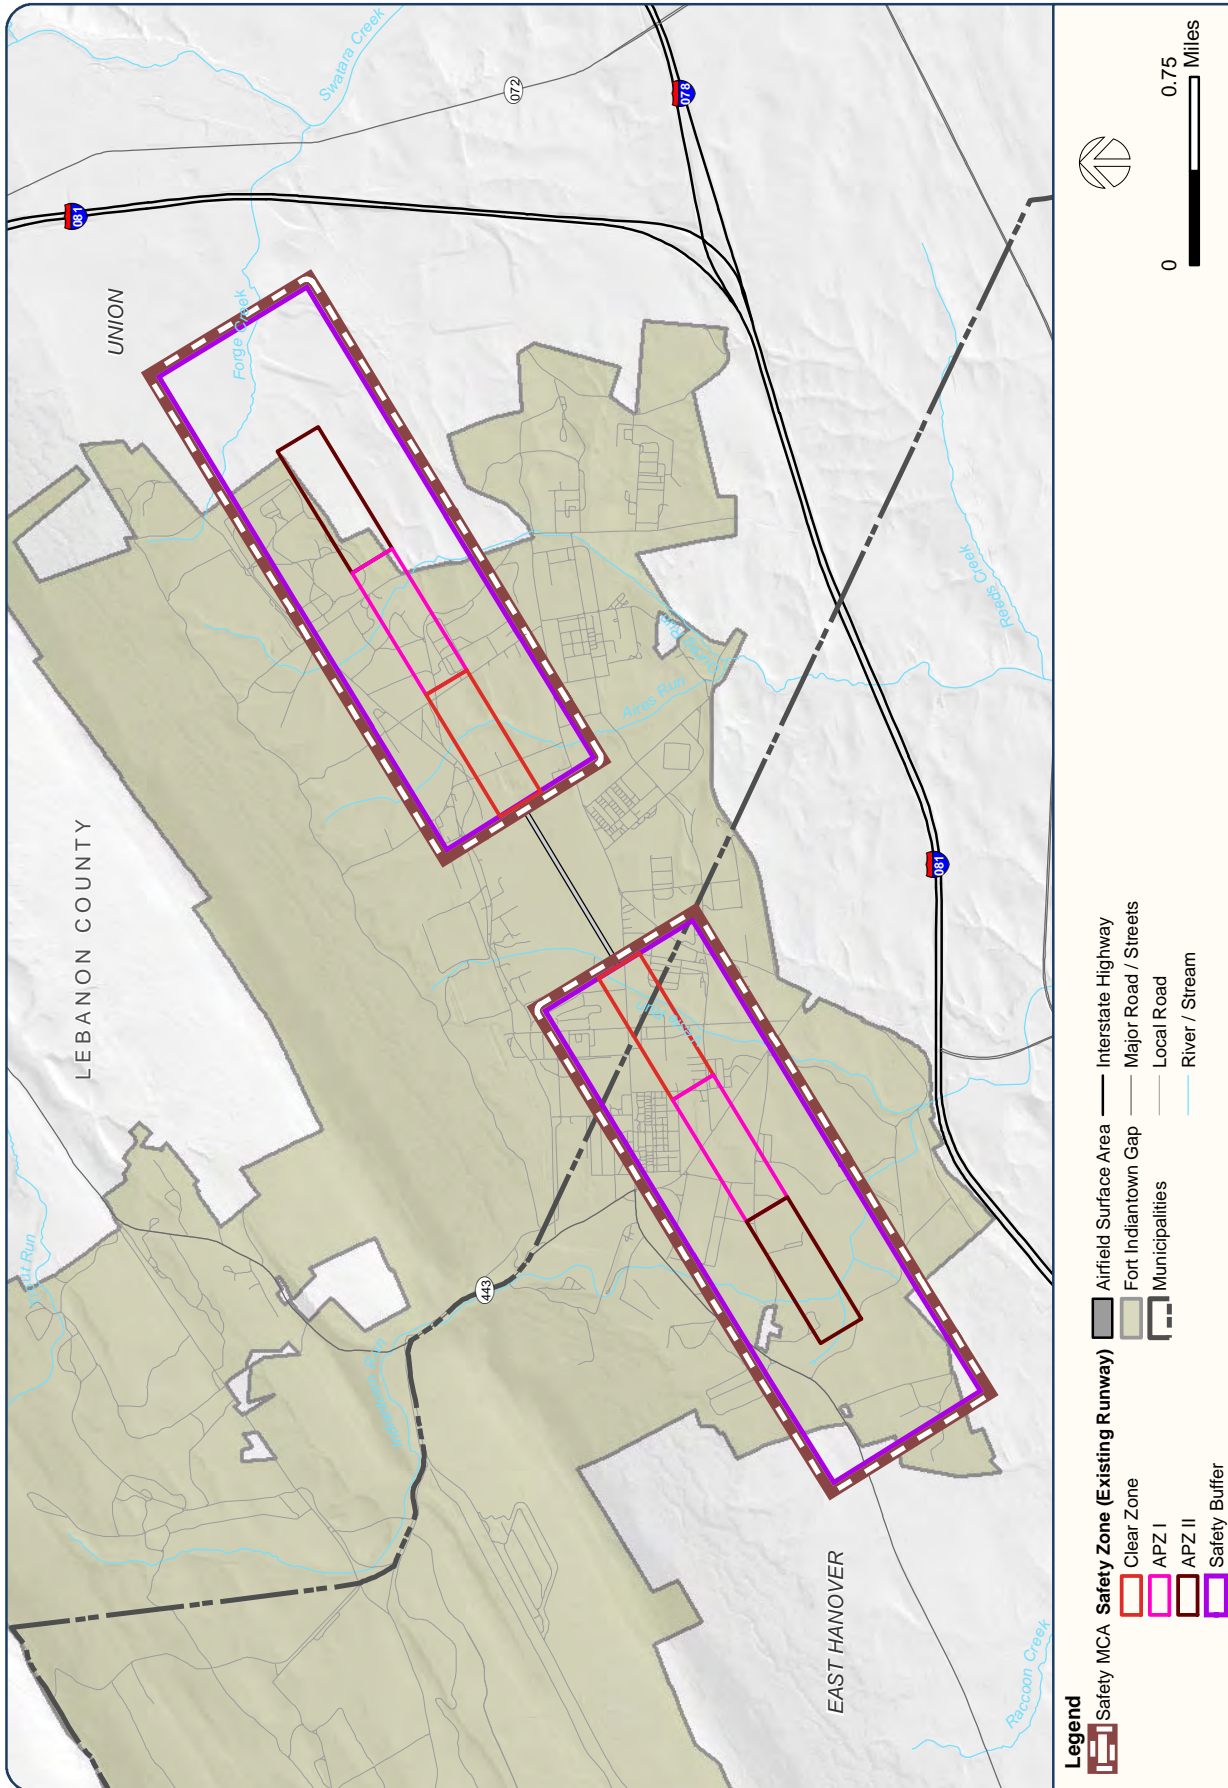 Swatara Creek
072
078
081
UNION
Forge Creek
LEBANON COUNTY
Aires Run
Reeds Creek
081
443
Indiantown Run
EAST HANOVER
Raccoon Creek
Legend
Safety MCA
Safety Zone (Existing Runway)
Clear Zone
APZ I
APZ II
Safety Buffer
Airfield Surface Area
Fort Indiantown Gap
Municipalities
Interstate Highway
Major Road / Streets
Local Road
River / Stream
0
0.75
Miles